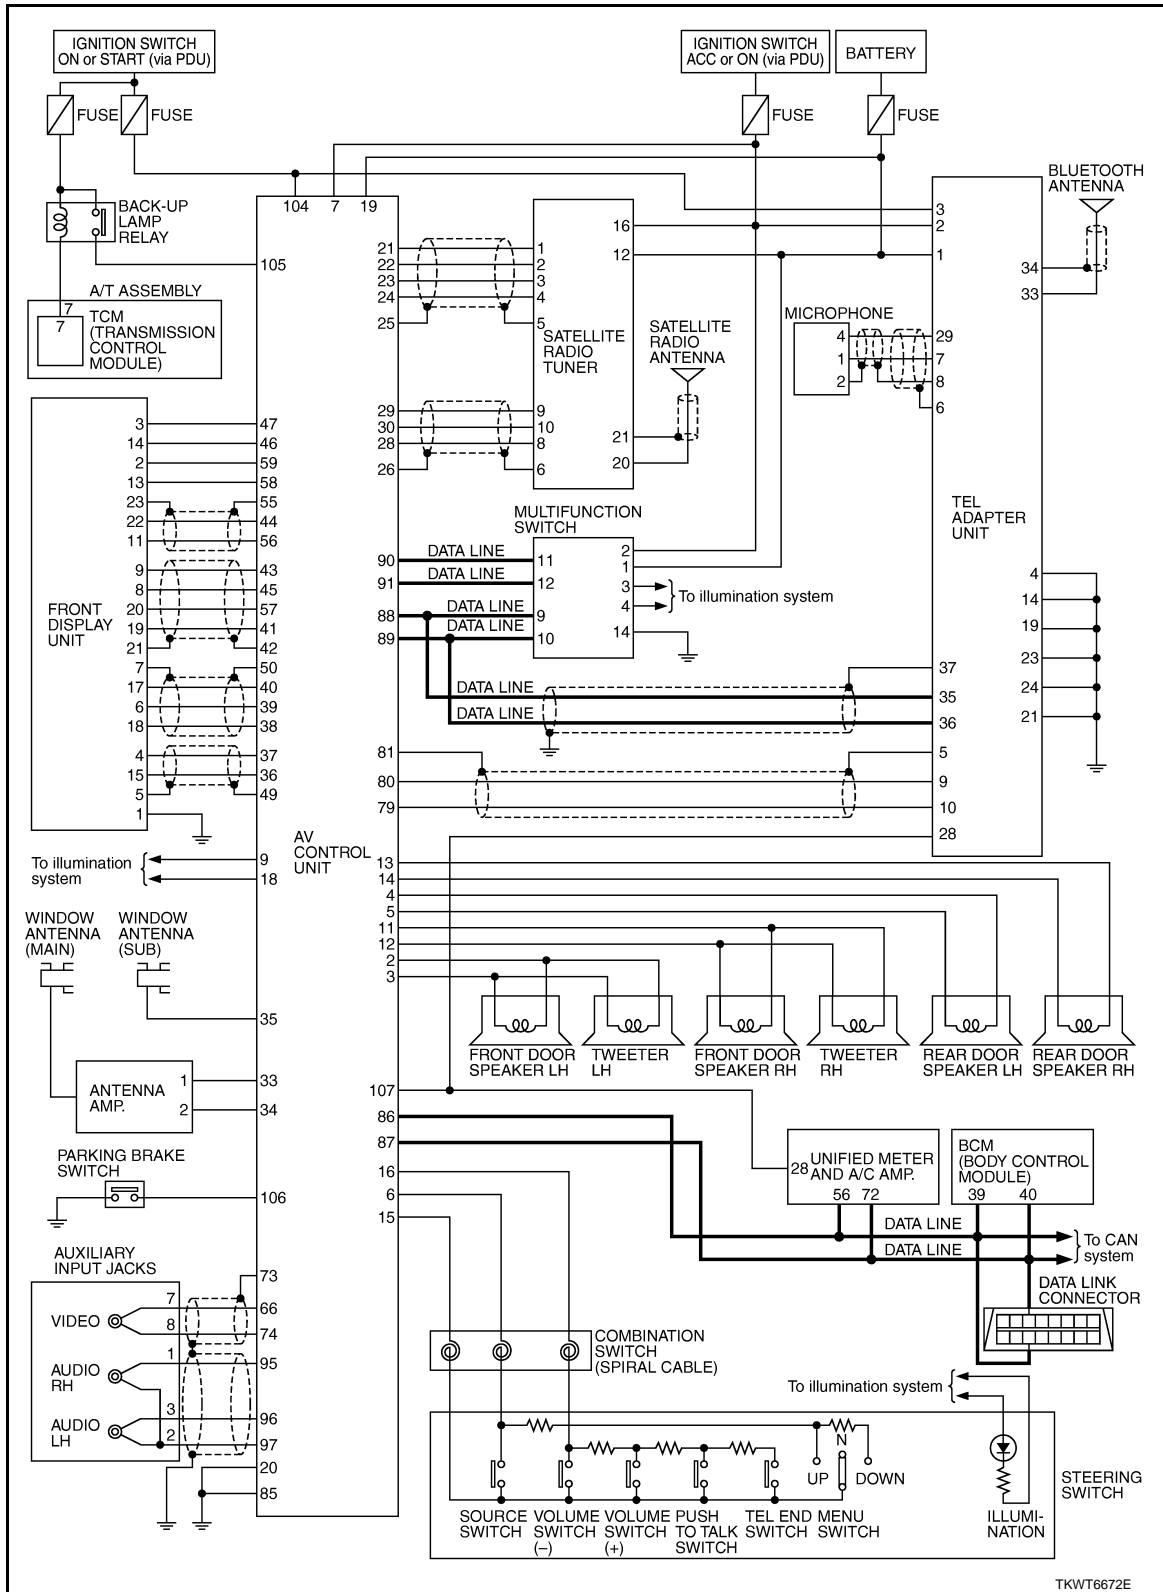 IGNITION SWITCH
ON or START (via PDU)
IGNITION SWITCH
ACC or ON (via PDU)
BATTERY
FUSE
FUSE
FUSE
FUSE
BLUETOOTH
ANTENNA
104
7
19
BACK-UP
LAMP
RELAY
105
A/T ASSEMBLY
7
7
TCM
(TRANSMISSION
CONTROL
MODULE)
21
22
23
24
25
29
30
28
26
1
2
3
4
5
9
10
8
6
SATELLITE
RADIO
TUNER
16
12
21
20
SATELLITE
RADIO
ANTENNA
3
2
1
34
33
MICROPHONE
4
1
2
29
7
8
6
TEL
ADAPTER
UNIT
4
14
19
23
24
21
37
35
36
5
9
10
28
FRONT
DISPLAY
UNIT
3
14
2
13
23
22
11
9
8
20
19
21
7
17
6
18
4
15
5
1
47
46
59
58
55
44
56
43
45
57
41
42
50
40
39
38
37
36
49
MULTIFUNCTION
SWITCH
90
91
88
89
DATA LINE
DATA LINE
DATA LINE
DATA LINE
11
12
9
10
2
1
3
4
14
To illumination system
DATA LINE
DATA LINE
81
80
79
AV
CONTROL
UNIT
To illumination
system
9
18
13
14
4
5
11
12
2
3
WINDOW
ANTENNA
(MAIN)
WINDOW
ANTENNA
(SUB)
35
FRONT DOOR
SPEAKER LH
TWEETER
LH
FRONT DOOR
SPEAKER RH
TWEETER
RH
REAR DOOR
SPEAKER LH
REAR DOOR
SPEAKER RH
ANTENNA
AMP.
1
2
33
34
107
86
87
16
6
15
PARKING BRAKE
SWITCH
106
28
UNIFIED METER
AND A/C AMP.
56
72
BCM
(BODY CONTROL
MODULE)
39
40
DATA LINE
DATA LINE
To CAN
system
DATA LINK
CONNECTOR
AUXILIARY
INPUT JACKS
VIDEO
AUDIO
RH
AUDIO
LH
7
8
1
3
2
73
66
74
95
96
97
20
85
COMBINATION
SWITCH
(SPIRAL CABLE)
To illumination system
N
UP
DOWN
SOURCE
SWITCH
VOLUME
SWITCH
(–)
VOLUME
SWITCH
(+)
PUSH
TO TALK
SWITCH
TEL END
SWITCH
MENU
SWITCH
ILLUMI-
NATION
STEERING
SWITCH
TKWT6672E